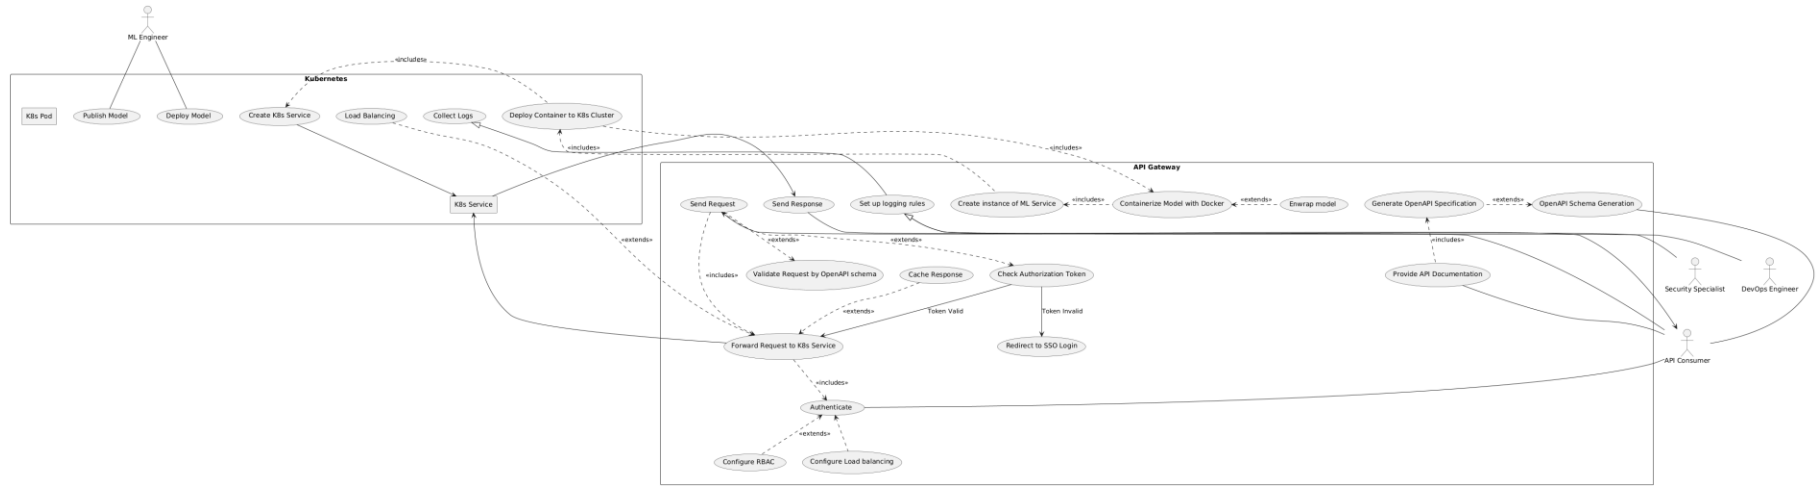 ML Engineer
«includes»
Kubernetes
K8s Pod
Publish Model
Deploy Model
Create K8s Service
Load Balancing
Collect Logs
Deploy Container to K8s Cluster
«includes»
«includes»
API Gateway
K8s Service
Send Request
Send Response
Set up logging rules
Create instance of ML Service
«includes»
Containerize Model with Docker
«extends»
Enwrap model
Generate OpenAPI Specification
«extends»
OpenAPI Schema Generation
«extends»
«extends»
«extends»
«includes»
«includes»
Validate Request by OpenAPI schema
Cache Response
Check Authorization Token
Provide API Documentation
Security Specialist
DevOps Engineer
«extends»
Token Valid
Token Invalid
Forward Request to K8s Service
Redirect to SSO Login
API Consumer
«includes»
Authenticate
«extends»
Configure RBAC
Configure Load balancing